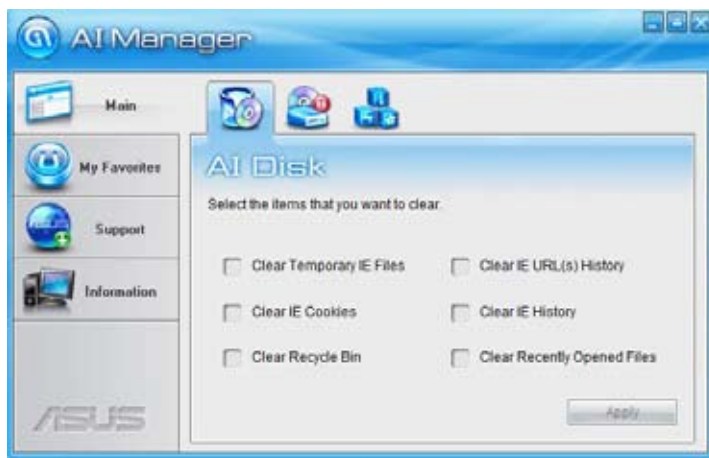 AI Manager
Main
My Favorites
Support
Information
ASUS
AI Disk
Select the items that you want to clear.
Clear Temporary IE Files
Clear IE URL(s) History
Clear IE Cookies
Clear IE History
Clear Recycle Bin
Clear Recently Opened Files
Apply